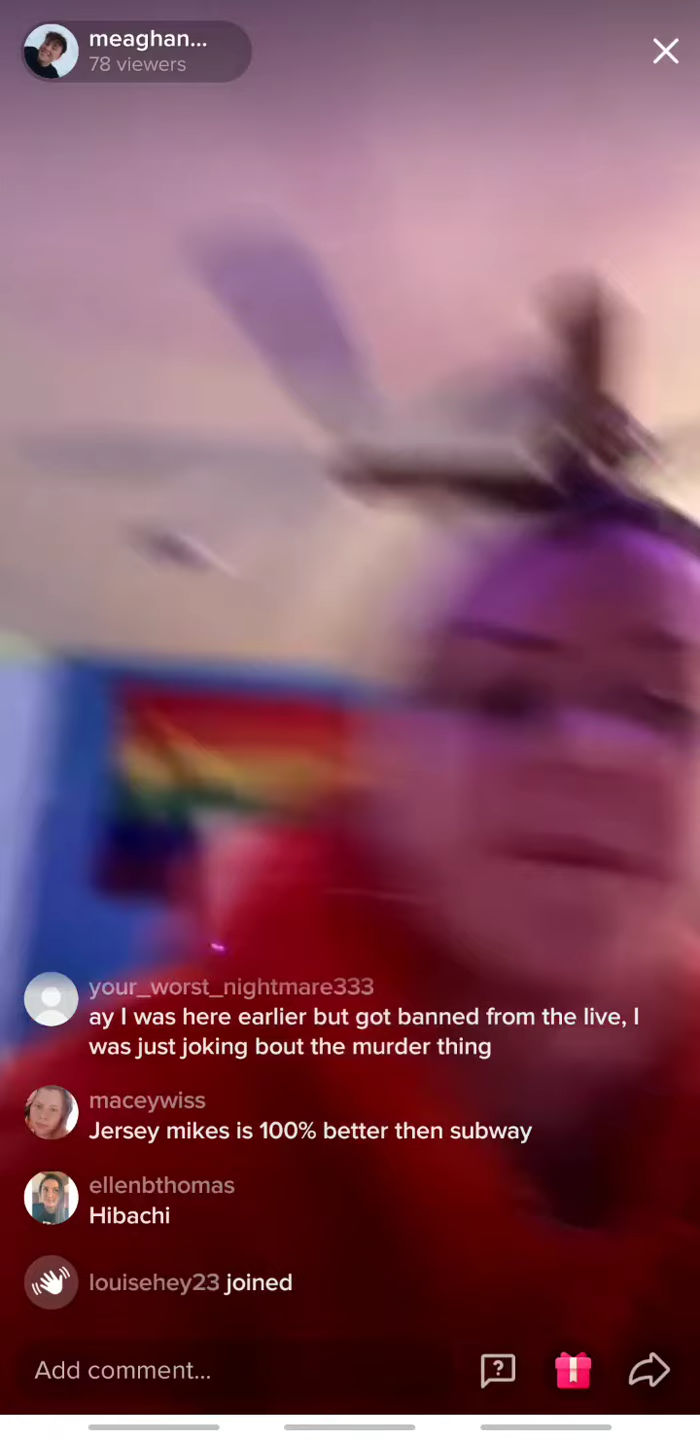 meaghan...
78 viewers
your_worst_nightmare333
ay I was here earlier but got banned from the live, I
was just joking bout the murder thing
maceywiss
Jersey mikes is 100% better then subway
ellenbthomas
Hibachi
louisehey23 joined
Add comment...
?